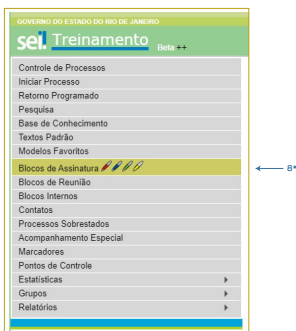 GOVERNO DO ESTADO DO RIO DE JANEIRO
sei! Treinamento Beta ++
Controle de Processos
Iniciar Processo
Retorno Programado
Pesquisa
Base de Conhecimento
Textos Padrão
Modelos Favoritos
Blocos de Assinatura
8*
Blocos de Reunião
Blocos Internos
Contatos
Processos Sobrestados
Acompanhamento Especial
Marcadores
Pontos de Controle
Estatísticas
Grupos
Relatórios